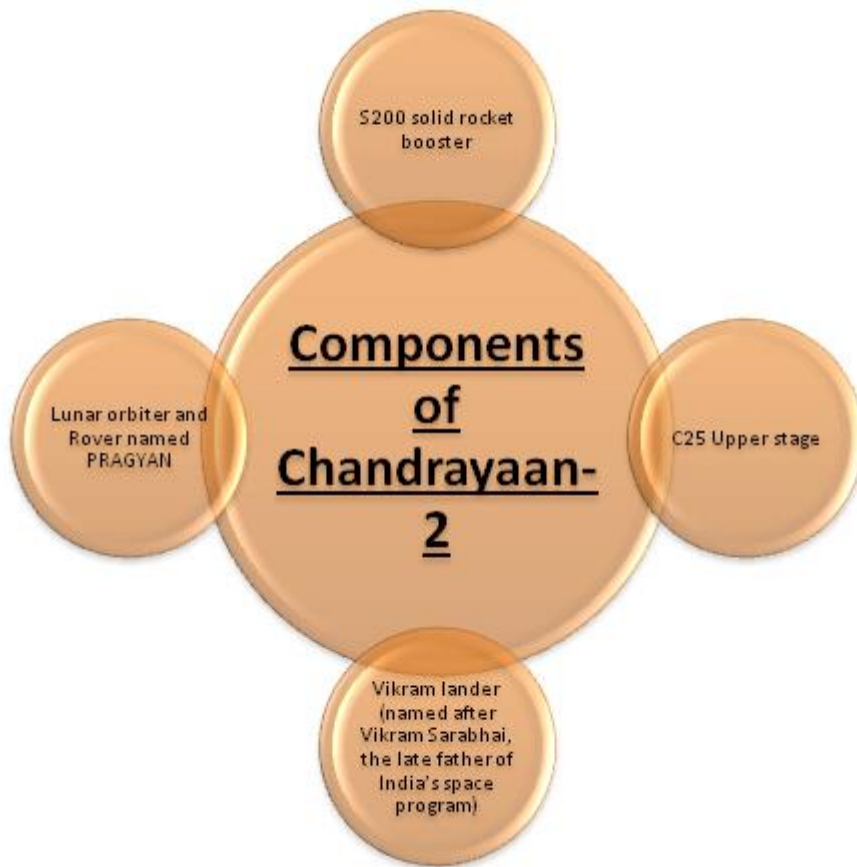 S200 solid rocket
booster
Lunar orbiter and
Rover named
PRAGYAN
Components
of
Chandrayaan-
2
C25 Upper stage
Vikram lander
(named after
Vikram Sarabhai,
the late father of
India's space
program)